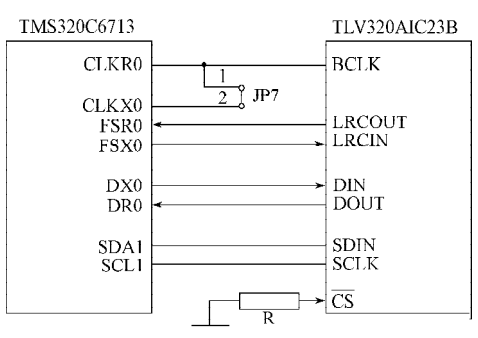 TMS320C6713 TLV320AIC23B
CLKR0 BCLK
1
CLKX0 2 JP7
FSR0 LRCOUT
FSX0 LRCIN
DX0 DIN
DR0 DOUT
SDA1 SDIN
SCL1 SCLK
C̅S̅
R